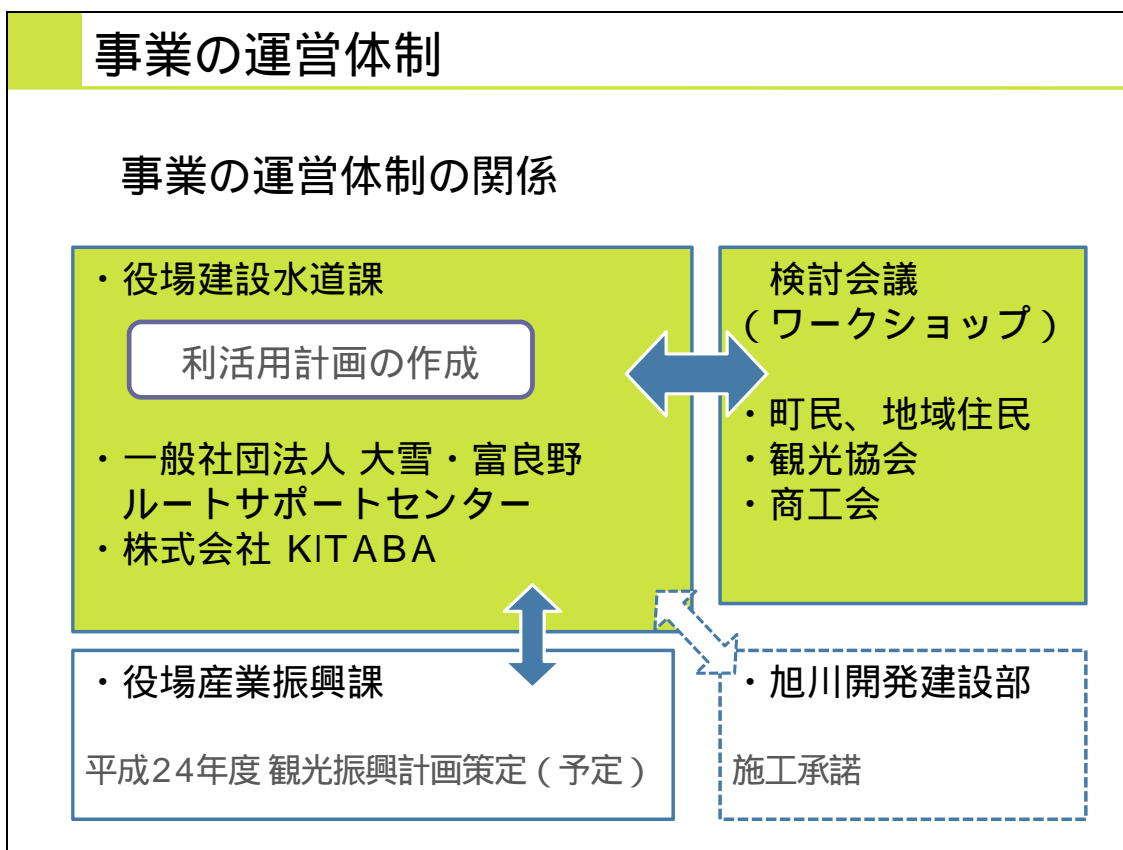 事業の運営体制
事業の運営体制の関係
・役場建設水道課
利活用計画の作成
・一般社団法人 大雪・富良野
ルートサポートセンター
・株式会社 KITABA
検討会議
(ワークショップ)
・町民、地域住民
・観光協会
・商工会
・役場産業振興課
平成24年度 観光振興計画策定(予定)
・旭川開発建設部
施工承諾